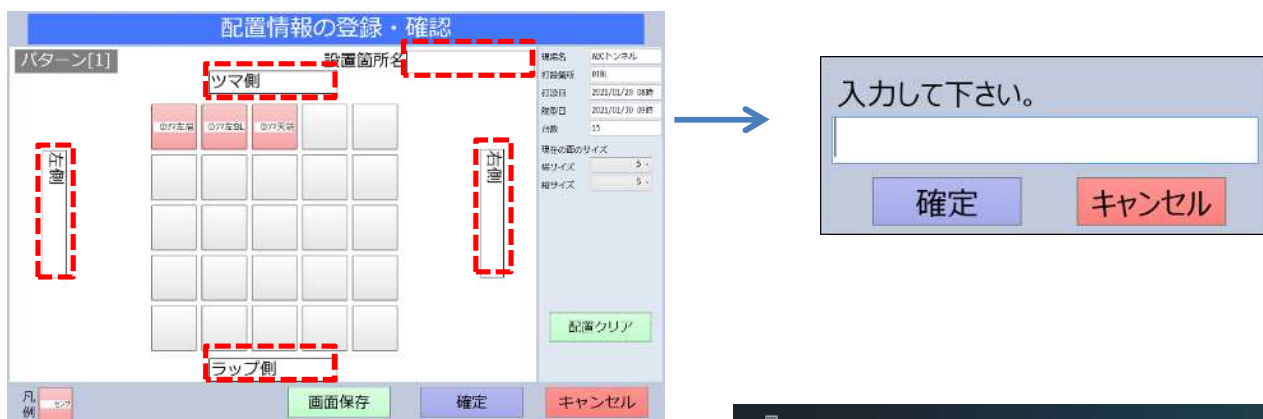 配置情報の登録・確認
パターン[1]
設置箇所名
ツマ側
左側
右側
ラップ側
現場名 ABCトンネル
打設箇所 01BL
打設日 2021/01/29 08時
脱型日 2021/01/30 09時
台数 15
現在の面のサイズ
横サイズ 5
縦サイズ 5
配置クリア
凡例
画面保存
確定
キャンセル
入力して下さい。
確定
キャンセル